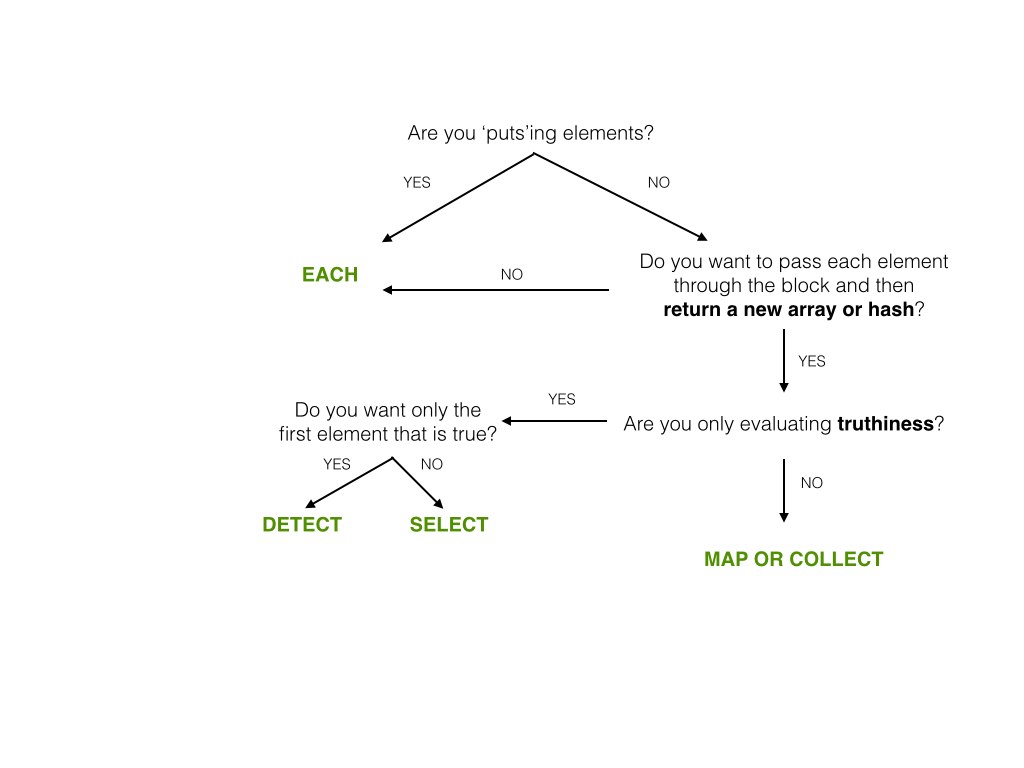 Are you ‘puts’ing elements?
YES
NO
EACH
NO
Do you want to pass each element
through the block and then
return a new array or hash?
YES
Do you want only the
first element that is true?
YES
Are you only evaluating truthiness?
YES
NO
NO
DETECT
SELECT
MAP OR COLLECT